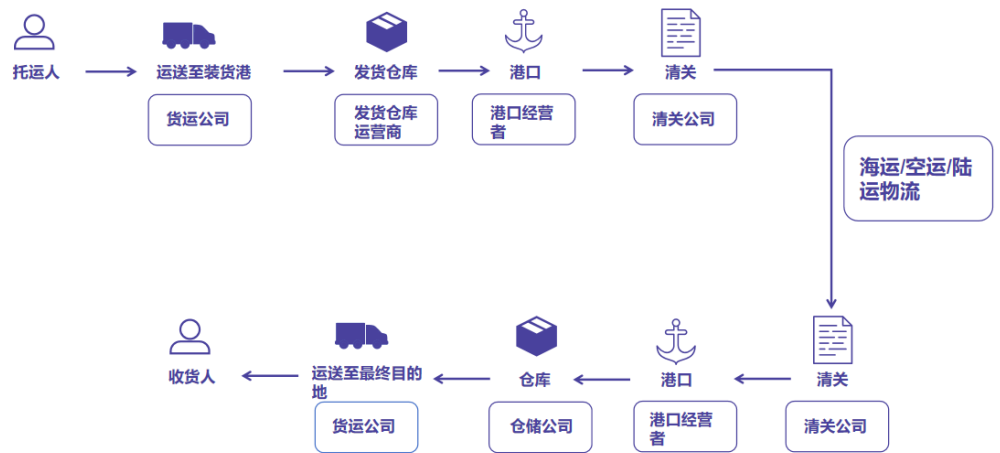 托运人
运送至装货港
发货仓库
港口
清关
货运公司
发货仓库
运营商
港口经营
者
清关公司
海运/空运/陆
运物流
收货人
运送至最终目的
地
仓库
港口
清关
货运公司
仓储公司
港口经营
者
清关公司